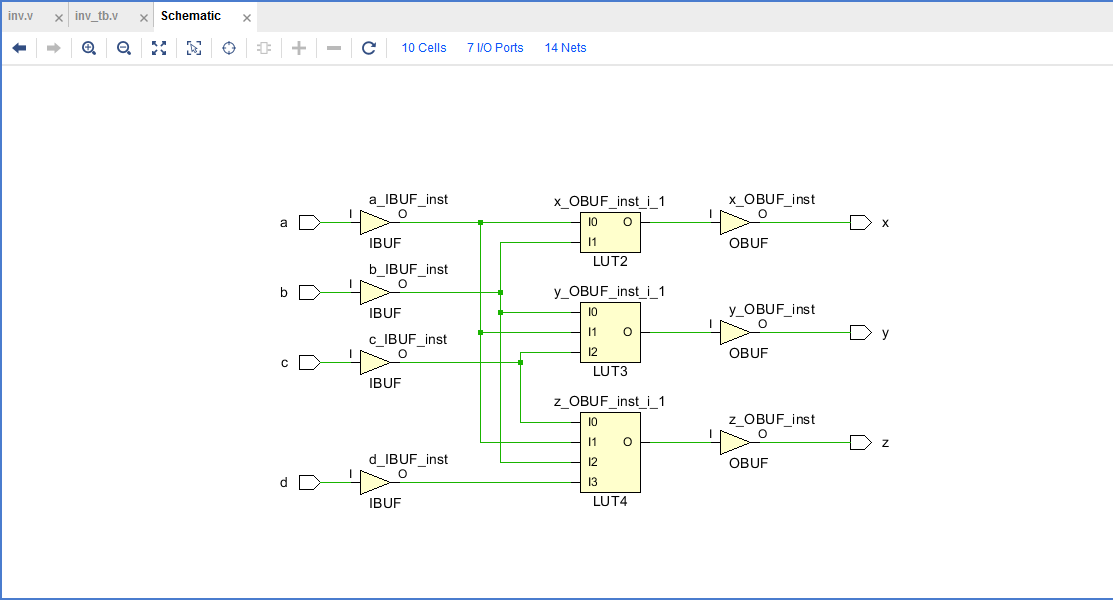 inv.v
inv_tb.v
Schematic
10 Cells 7 I/O Ports 14 Nets
a_IBUF_inst
a I O
IBUF
x_OBUF_inst_i_1
I0 O
I1
LUT2
x_OBUF_inst
I O x
OBUF
b_IBUF_inst
b I O
IBUF
y_OBUF_inst_i_1
I0
I1 O
I2
LUT3
y_OBUF_inst
I O y
OBUF
c_IBUF_inst
c I O
IBUF
z_OBUF_inst_i_1
I0
I1 O
I2
I3
LUT4
z_OBUF_inst
I O z
OBUF
d_IBUF_inst
d I O
IBUF